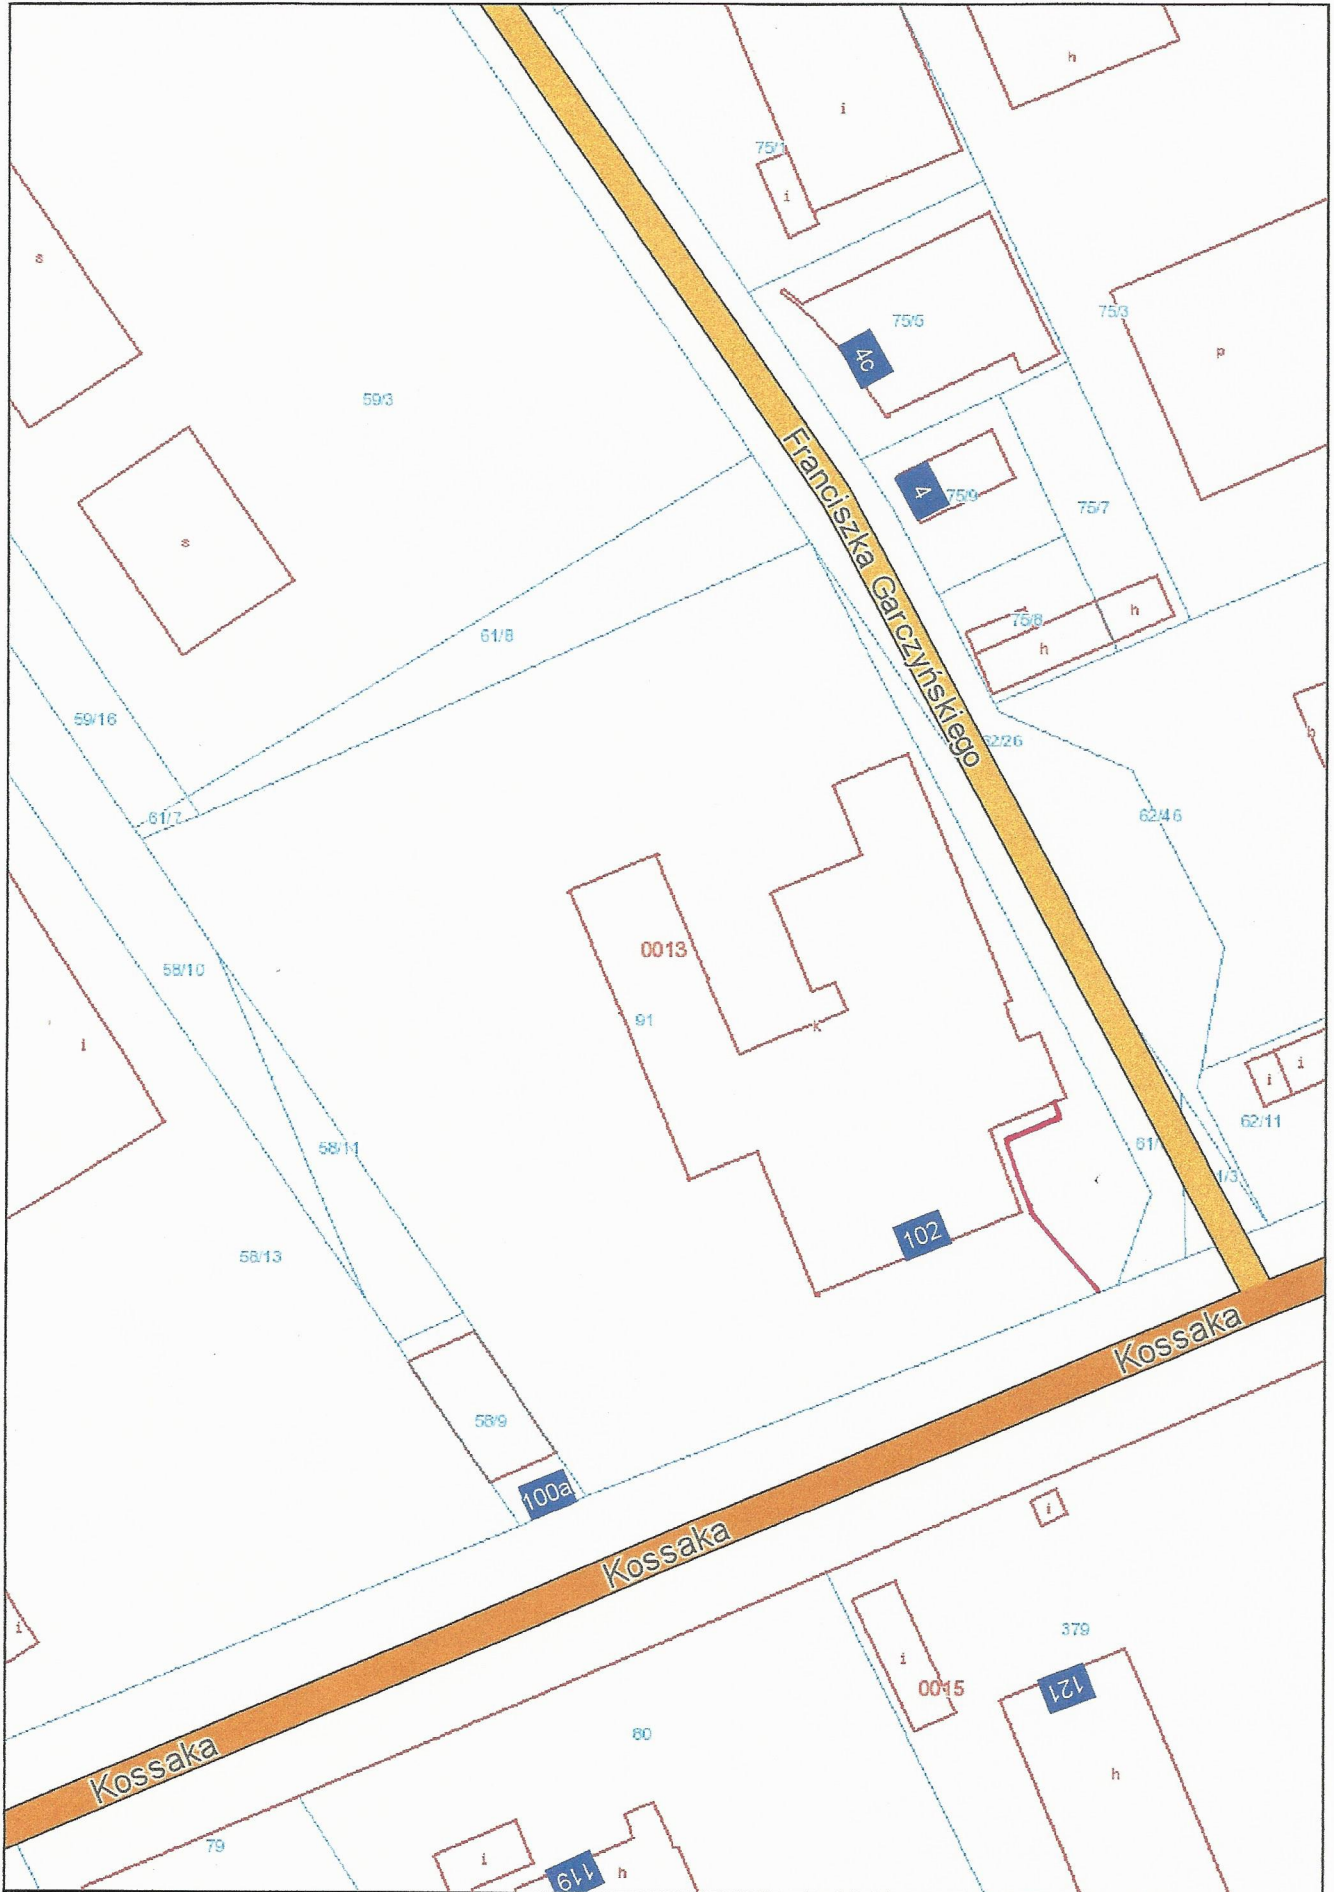 h
i
75/1
i
s
75/5
75/3
p
4c
59/3
Franciszka Garczyńskiego
4
75/9
75/7
s
61/8
75/8
h
h
59/16
62/26
b
61/7
62/46
0013
58/10
91
k
i
i
i
62/11
58/11
61/
1/3
102
58/13
Kossaka
58/9
100a
i
Kossaka
i
379
i
0015
121
80
Kossaka
h
79
i
119
h